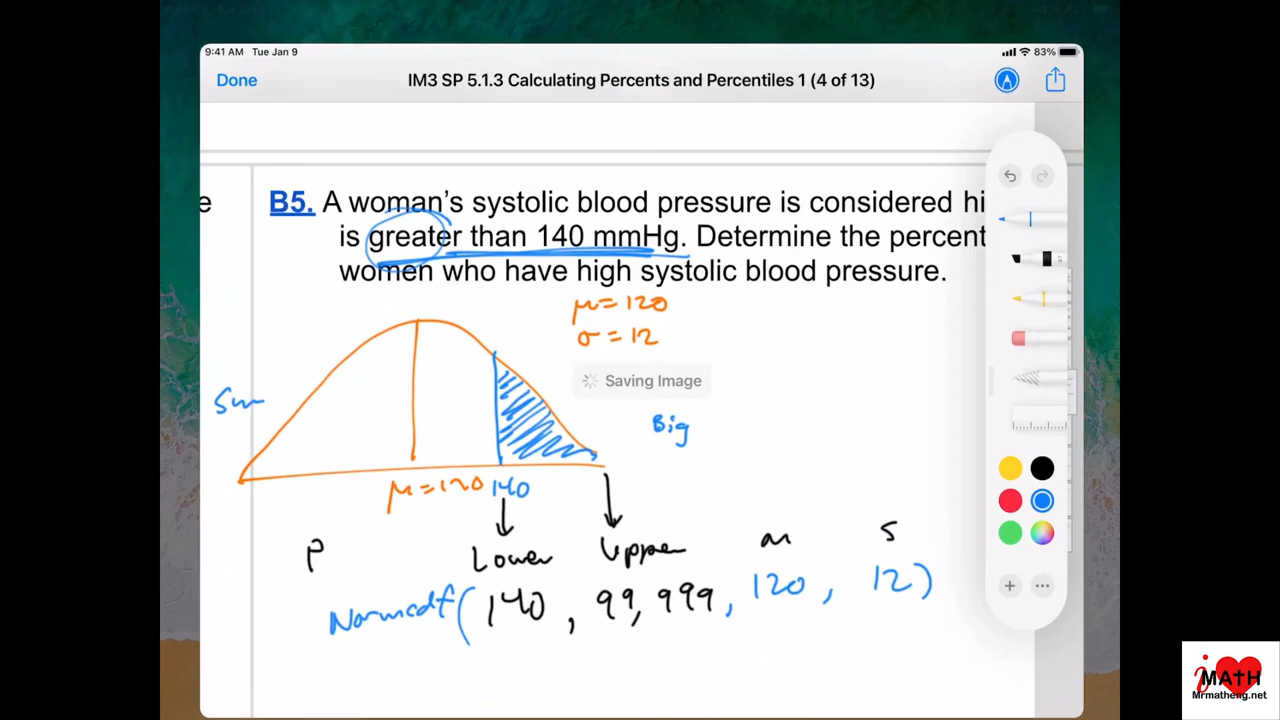 9:41 AM Tue Jan 9 83%
Done IM3 SP 5.1.3 Calculating Percents and Percentiles 1 (4 of 13)
e B5. A woman's systolic blood pressure is considered hi
is greater than 140 mmHg. Determine the percent
women who have high systolic blood pressure.
μ=120
σ=12
Saving Image
Sm
Big
μ=120 140
P Lower Upper m s
Normcdf(140, 99,999, 120, 12)
i MATH
Mrmatheng.net